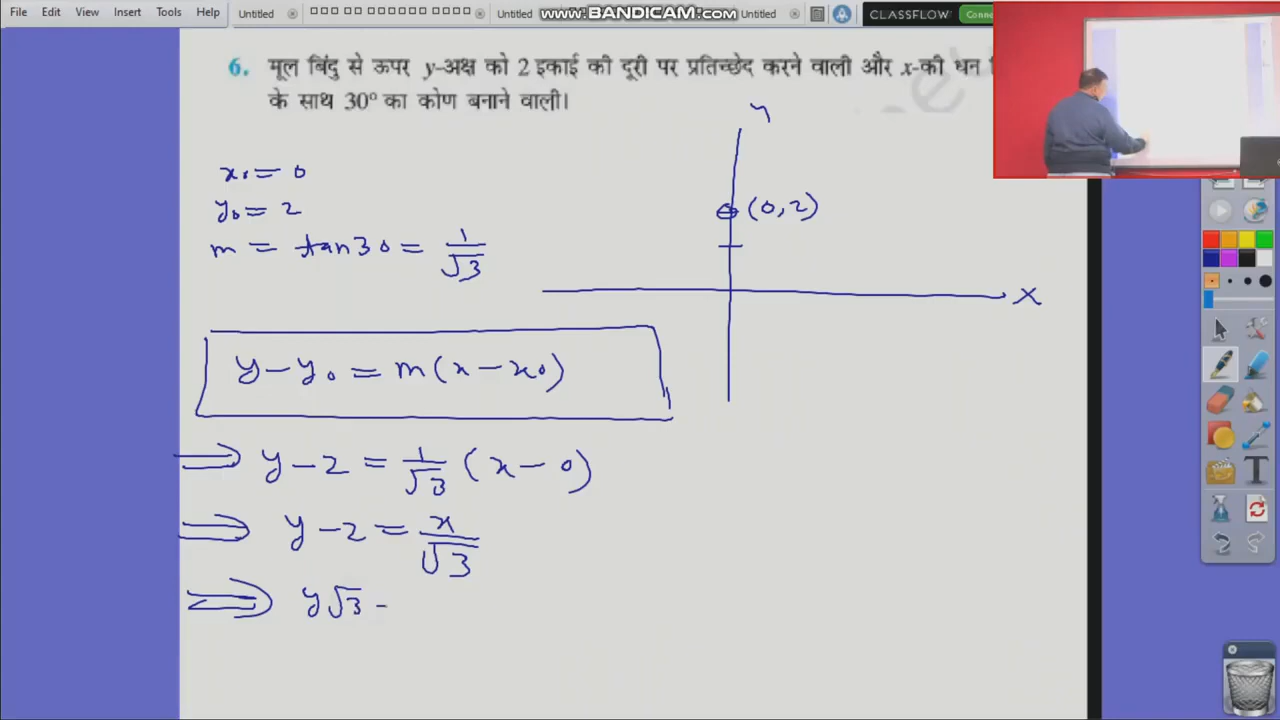 File Edit View Insert Tools Help Untitled Untitled Untitled CLASSFLOW
www.BANDICAM.com
6. मूल बिंदु से ऊपर y-अक्ष को 2 इकाई की दूरी पर प्रतिच्छेद करने वाली और x-की धन
के साथ 30° का कोण बनाने वाली।
y
x₀ = 0
y₀ = 2
(0,2)
m = tan30 = 1/√3
X
y - y₀ = m(x - x₀)
⇒ y - 2 = 1/√3 (x - 0)
⇒ y - 2 = x/√3
⇒ y√3 -
T